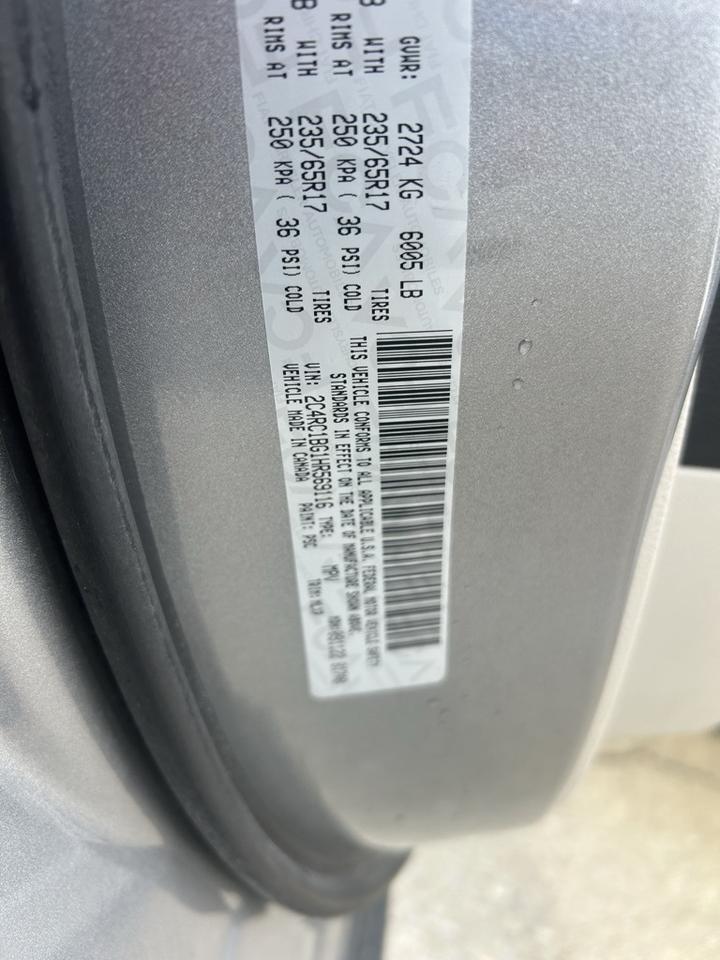 GVWR: 2724 KG 6005 LB
B WITH 235/65R17 TIRES
RIMS AT 250 KPA ( 36 PSI) COLD
B WITH 235/65R17 TIRES
RIMS AT 250 KPA ( 36 PSI) COLD
THIS VEHICLE CONFORMS TO ALL APPLICABLE U.S.A. FEDERAL MOTOR VEHICLE SAFETY
STANDARDS IN EFFECT ON THE DATE OF MANUFACTURE SHOWN ABOVE.
VIN: 2C4RC1BG1HR569116 TYPE: MPV
VEHICLE MADE IN CANADA PAINT: PSC TRIM: